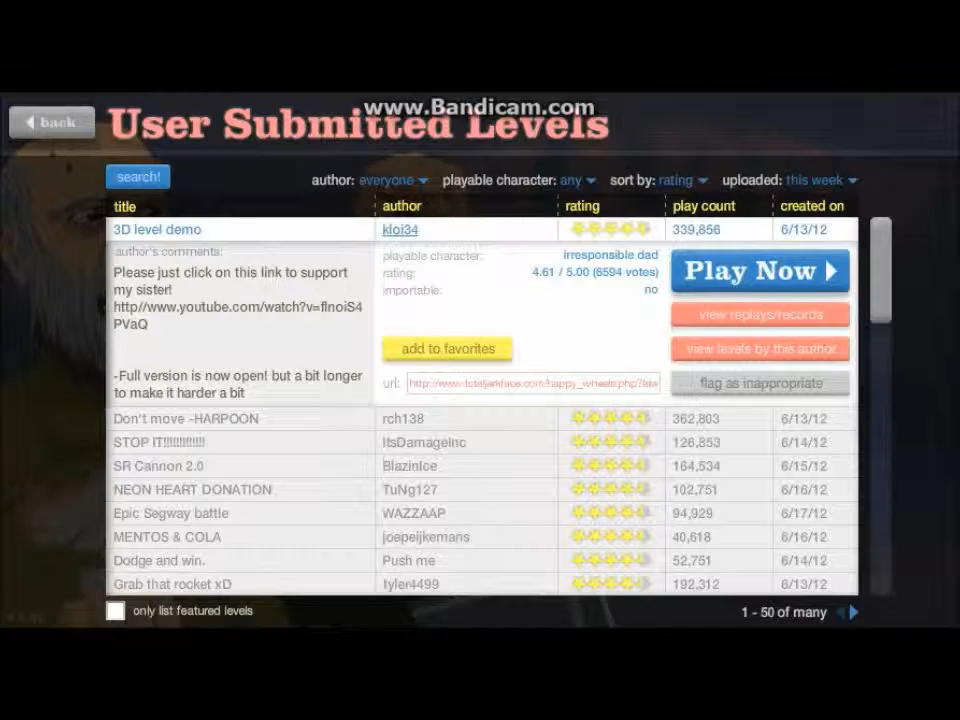 www.Bandicam.com
back
User Submitted Levels
search!
author: everyone playable character: any sort by: rating uploaded: this week
title author rating play count created on
3D level demo kloi34 339,856 6/13/12
author's comments:
Please just click on this link to support
my sister!
http//www.youtube.com/watch?v=flnoiS4
PVaQ
-Full version is now open! but a bit longer
to make it harder a bit
playable character: irresponsible dad
rating: 4.61 / 5.00 (6594 votes)
importable: no
add to favorites
url: http://www.totaljerkface.com/happy_wheels.php?
Play Now
view replays/records
view levels by this author
flag as inappropriate
Don't move -HARPOON rch138 362,803 6/13/12
STOP IT!!!!!!!!!!!!! ItsDamageInc 126,853 6/14/12
SR Cannon 2.0 BlazinIce 164,534 6/15/12
NEON HEART DONATION TuNg127 102,751 6/16/12
Epic Segway battle WAZZAAP 94,929 6/17/12
MENTOS & COLA joepeijkemans 40,618 6/16/12
Dodge and win. Push me 52,751 6/14/12
Grab that rocket xD tyler4499 192,312 6/13/12
only list featured levels 1 - 50 of many